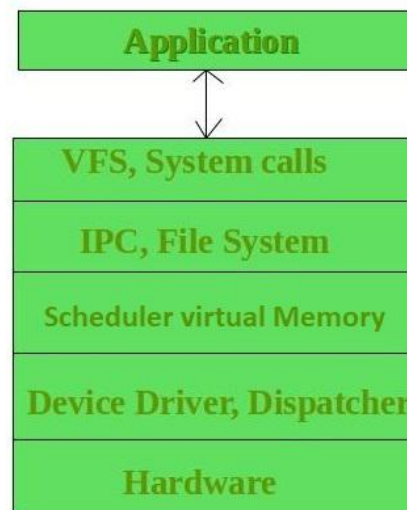 Application
VFS, System calls
IPC, File System
Scheduler virtual Memory
Device Driver, Dispatcher
Hardware